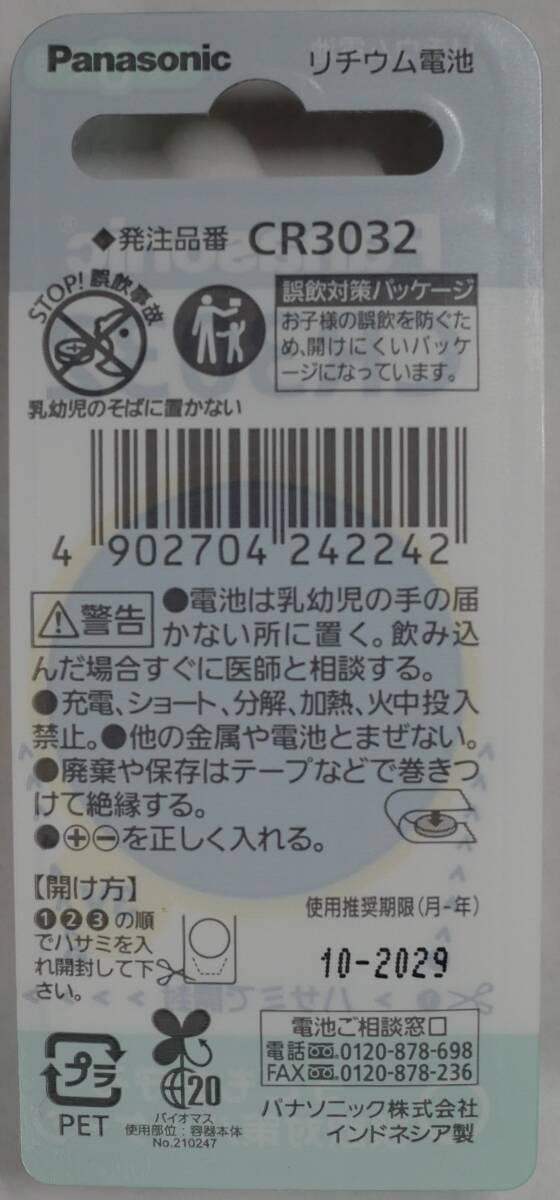 Panasonic リチウム電池
◆発注品番 CR3032
STOP!誤飲事故
乳幼児のそばに置かない
誤飲対策パッケージ
お子様の誤飲を防ぐた
め、開けにくいパッケ
ージになっています。
4 902704 242242
警告 ●電池は乳幼児の手の届
かない所に置く。飲み込
んだ場合すぐに医師と相談する。
●充電、ショート、分解、加熱、火中投入
禁止。●他の金属や電池とまぜない。
●廃棄や保存はテープなどで巻きつ
けて絶縁する。
●⊕⊖を正しく入れる。
【開け方】
❶❷❸の順
でハサミを入
れ開封して下
さい。
使用推奨期限(月-年)
10-2029
プラ
PET
20
バイオマス
使用部位:容器本体
No.210247
電池ご相談窓口
電話 0120-878-698
FAX 0120-878-236
パナソニック株式会社
インドネシア製